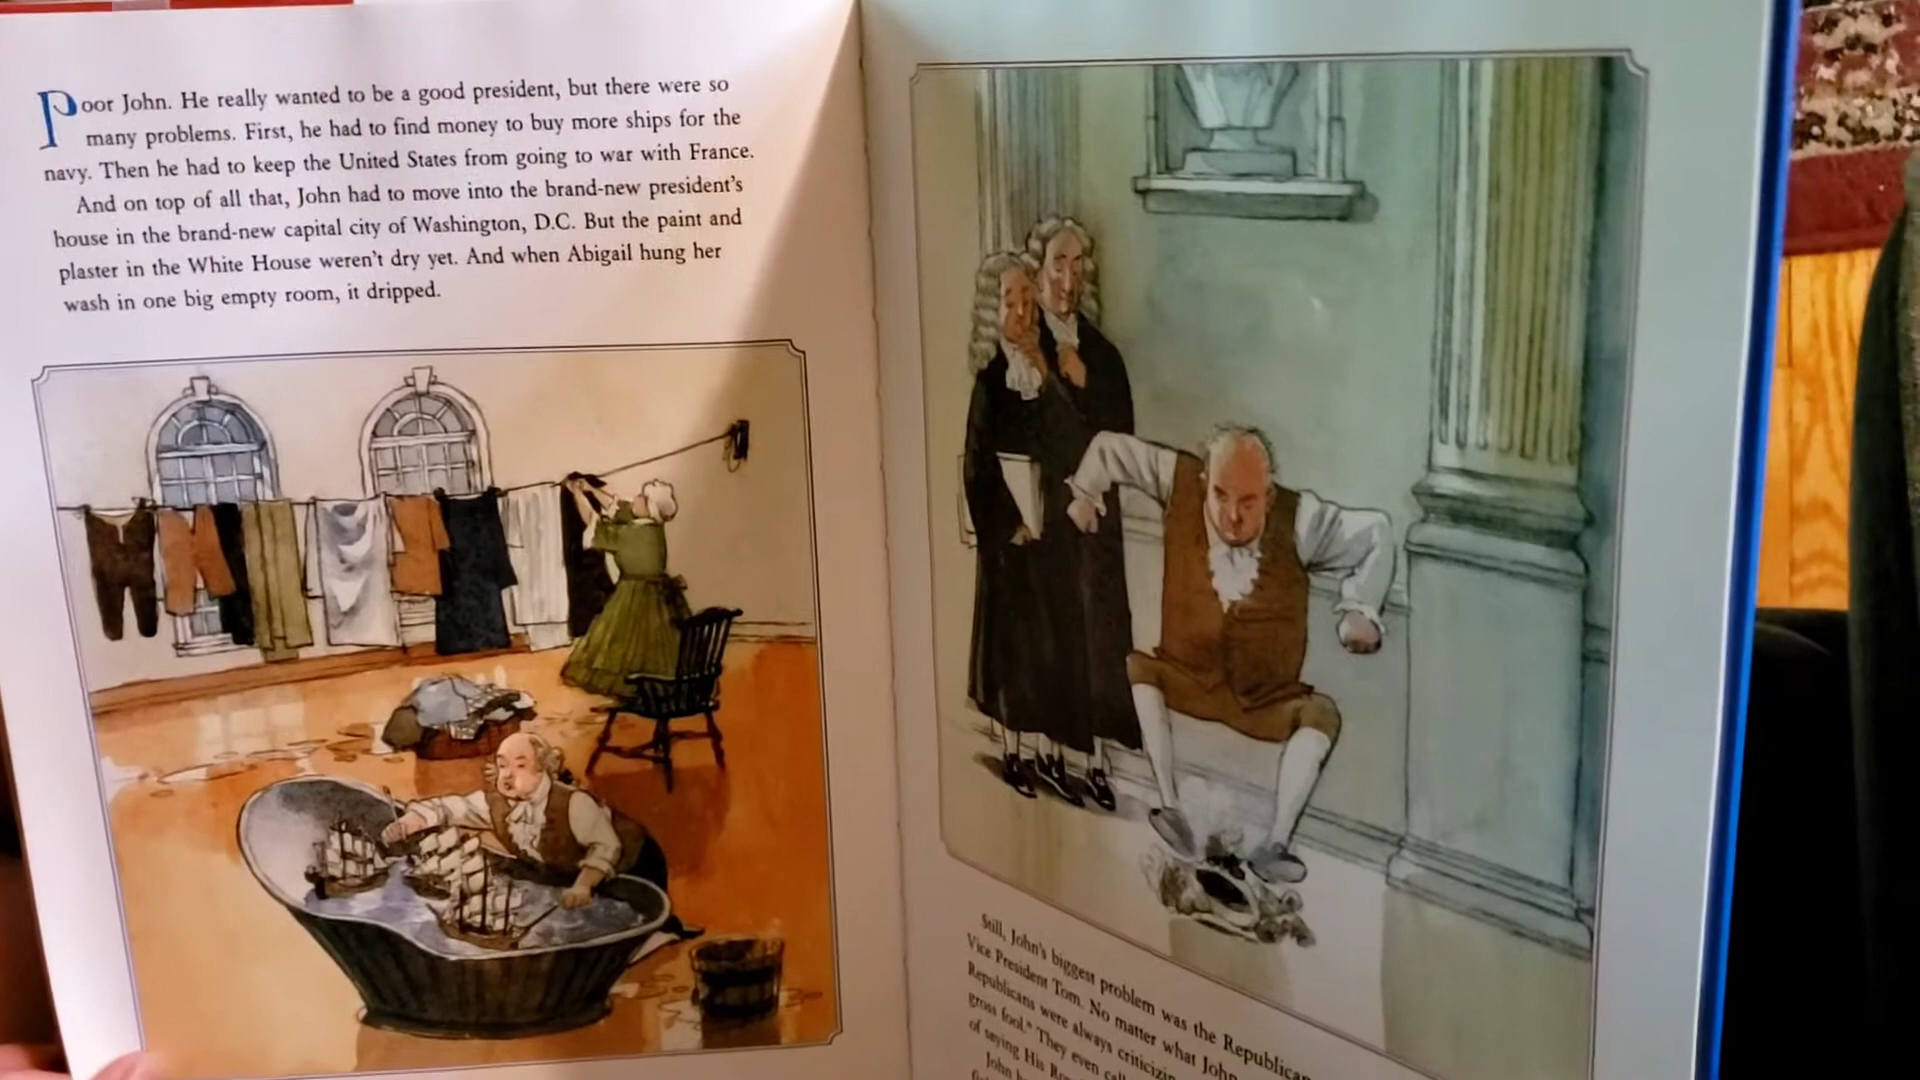 Poor John. He really wanted to be a good president, but there were so
many problems. First, he had to find money to buy more ships for the
navy. Then he had to keep the United States from going to war with France.
And on top of all that, John had to move into the brand-new president's
house in the brand-new capital city of Washington, D.C. But the paint and
plaster in the White House weren't dry yet. And when Abigail hung her
wash in one big empty room, it dripped.
Still, John's biggest problem was the Republican
Vice President Tom. No matter what John
Republicans were always
gross fool." They even
of saying His
John